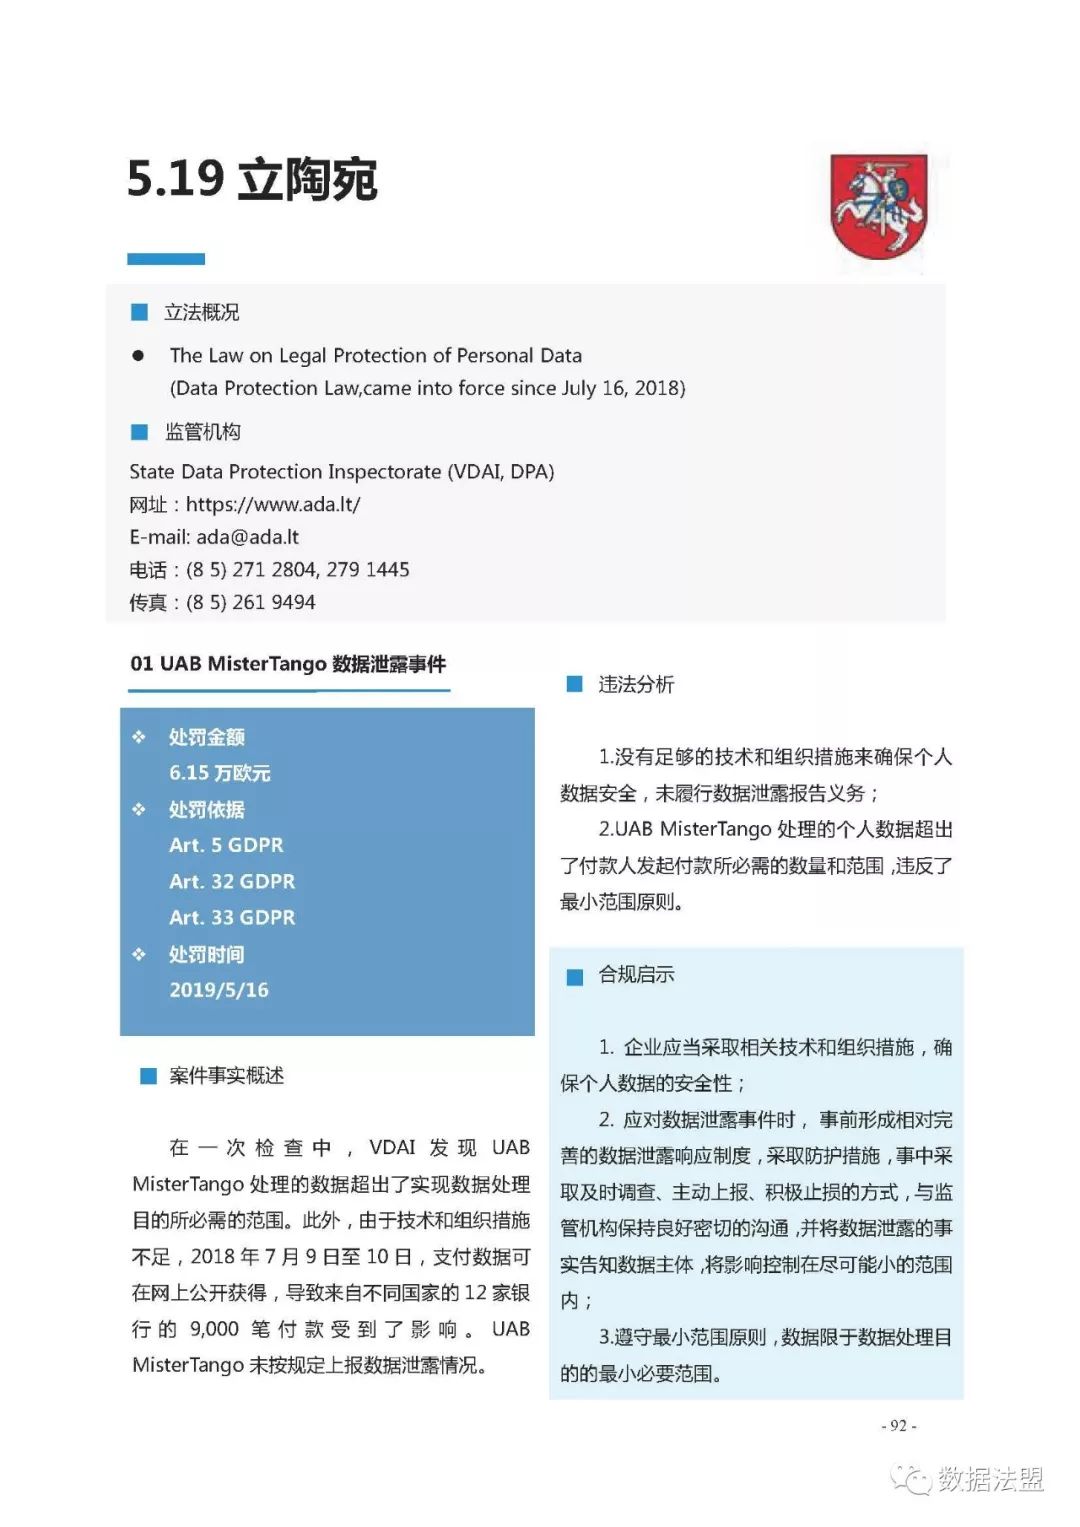 5.19 立陶宛
立法概况
● The Law on Legal Protection of Personal Data
(Data Protection Law,came into force since July 16, 2018)
监管机构
State Data Protection Inspectorate (VDAI, DPA)
网址：https://www.ada.lt/
E-mail: ada@ada.lt
电话：(8 5) 271 2804, 279 1445
传真：(8 5) 261 9494
01 UAB MisterTango 数据泄露事件
❖ 处罚金额
6.15 万欧元
❖ 处罚依据
Art. 5 GDPR
Art. 32 GDPR
Art. 33 GDPR
❖ 处罚时间
2019/5/16
案件事实概述
在一次检查中，VDAI 发现 UAB
MisterTango 处理的数据超出了实现数据处理
目的所必需的范围。此外，由于技术和组织措施
不足，2018 年 7 月 9 日至 10 日，支付数据可
在网上公开获得，导致来自不同国家的 12 家银
行的 9,000 笔付款受到了影响。UAB
MisterTango 未按规定上报数据泄露情况。
违法分析
1.没有足够的技术和组织措施来确保个人
数据安全，未履行数据泄露报告义务；
2.UAB MisterTango 处理的个人数据超出
了付款人发起付款所必需的数量和范围，违反了
最小范围原则。
合规启示
1. 企业应当采取相关技术和组织措施，确
保个人数据的安全性；
2. 应对数据泄露事件时，事前形成相对完
善的数据泄露响应制度，采取防护措施，事中采
取及时调查、主动上报、积极止损的方式，与监
管机构保持良好密切的沟通，并将数据泄露的事
实告知数据主体，将影响控制在尽可能小的范围
内；
3.遵守最小范围原则，数据限于数据处理目
的的最小必要范围。
- 92 -
数据法盟